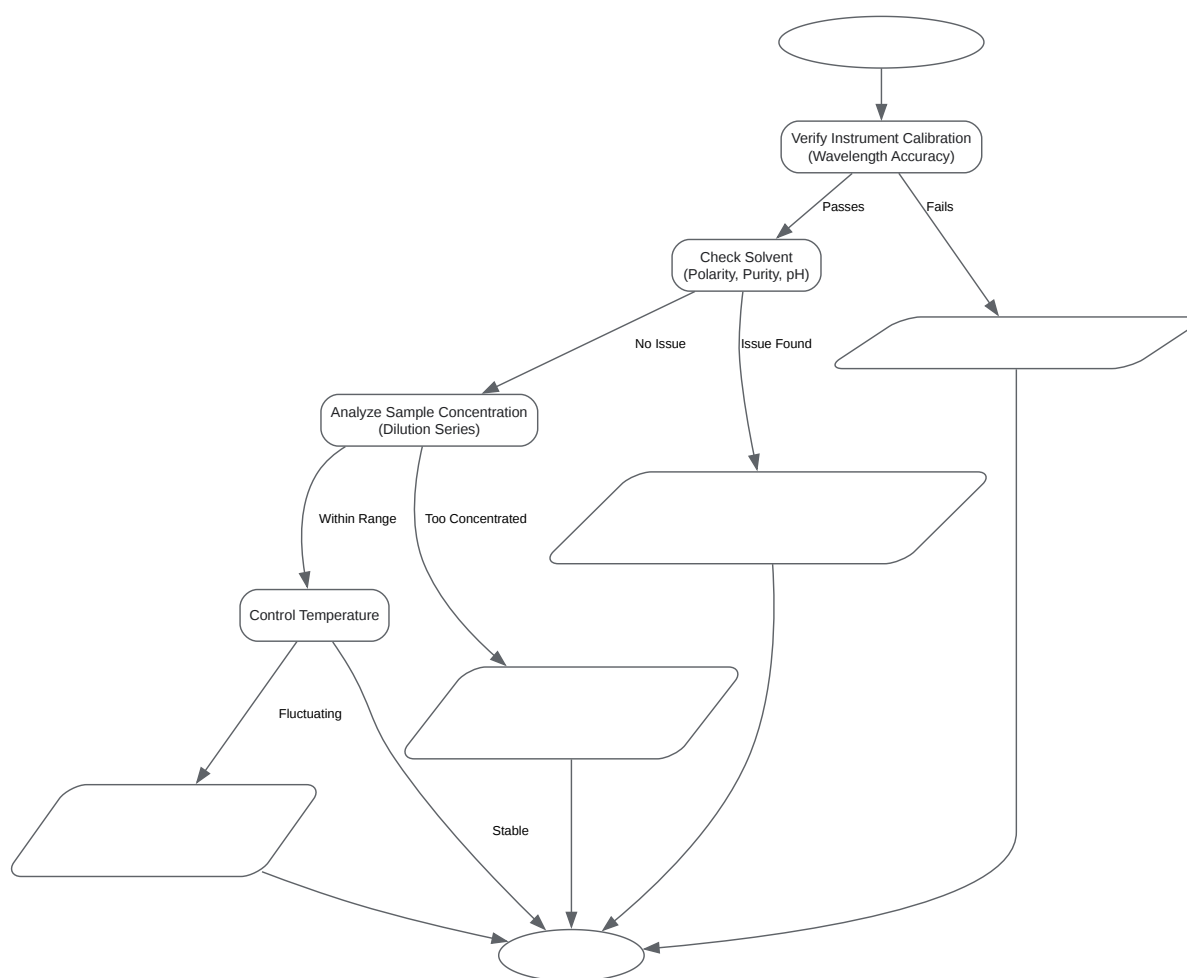 Verify Instrument Calibration
(Wavelength Accuracy)
Passes
Fails
Check Solvent
(Polarity, Purity, pH)
No Issue
Issue Found
Analyze Sample Concentration
(Dilution Series)
Within Range
Too Concentrated
Control Temperature
Fluctuating
Stable